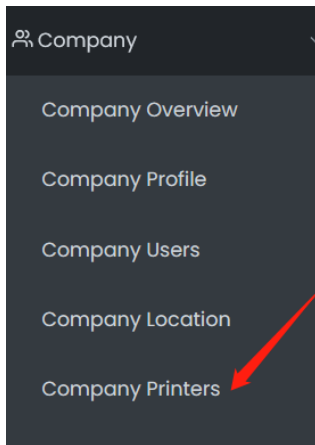 Company
Company Overview
Company Profile
Company Users
Company Location
Company Printers